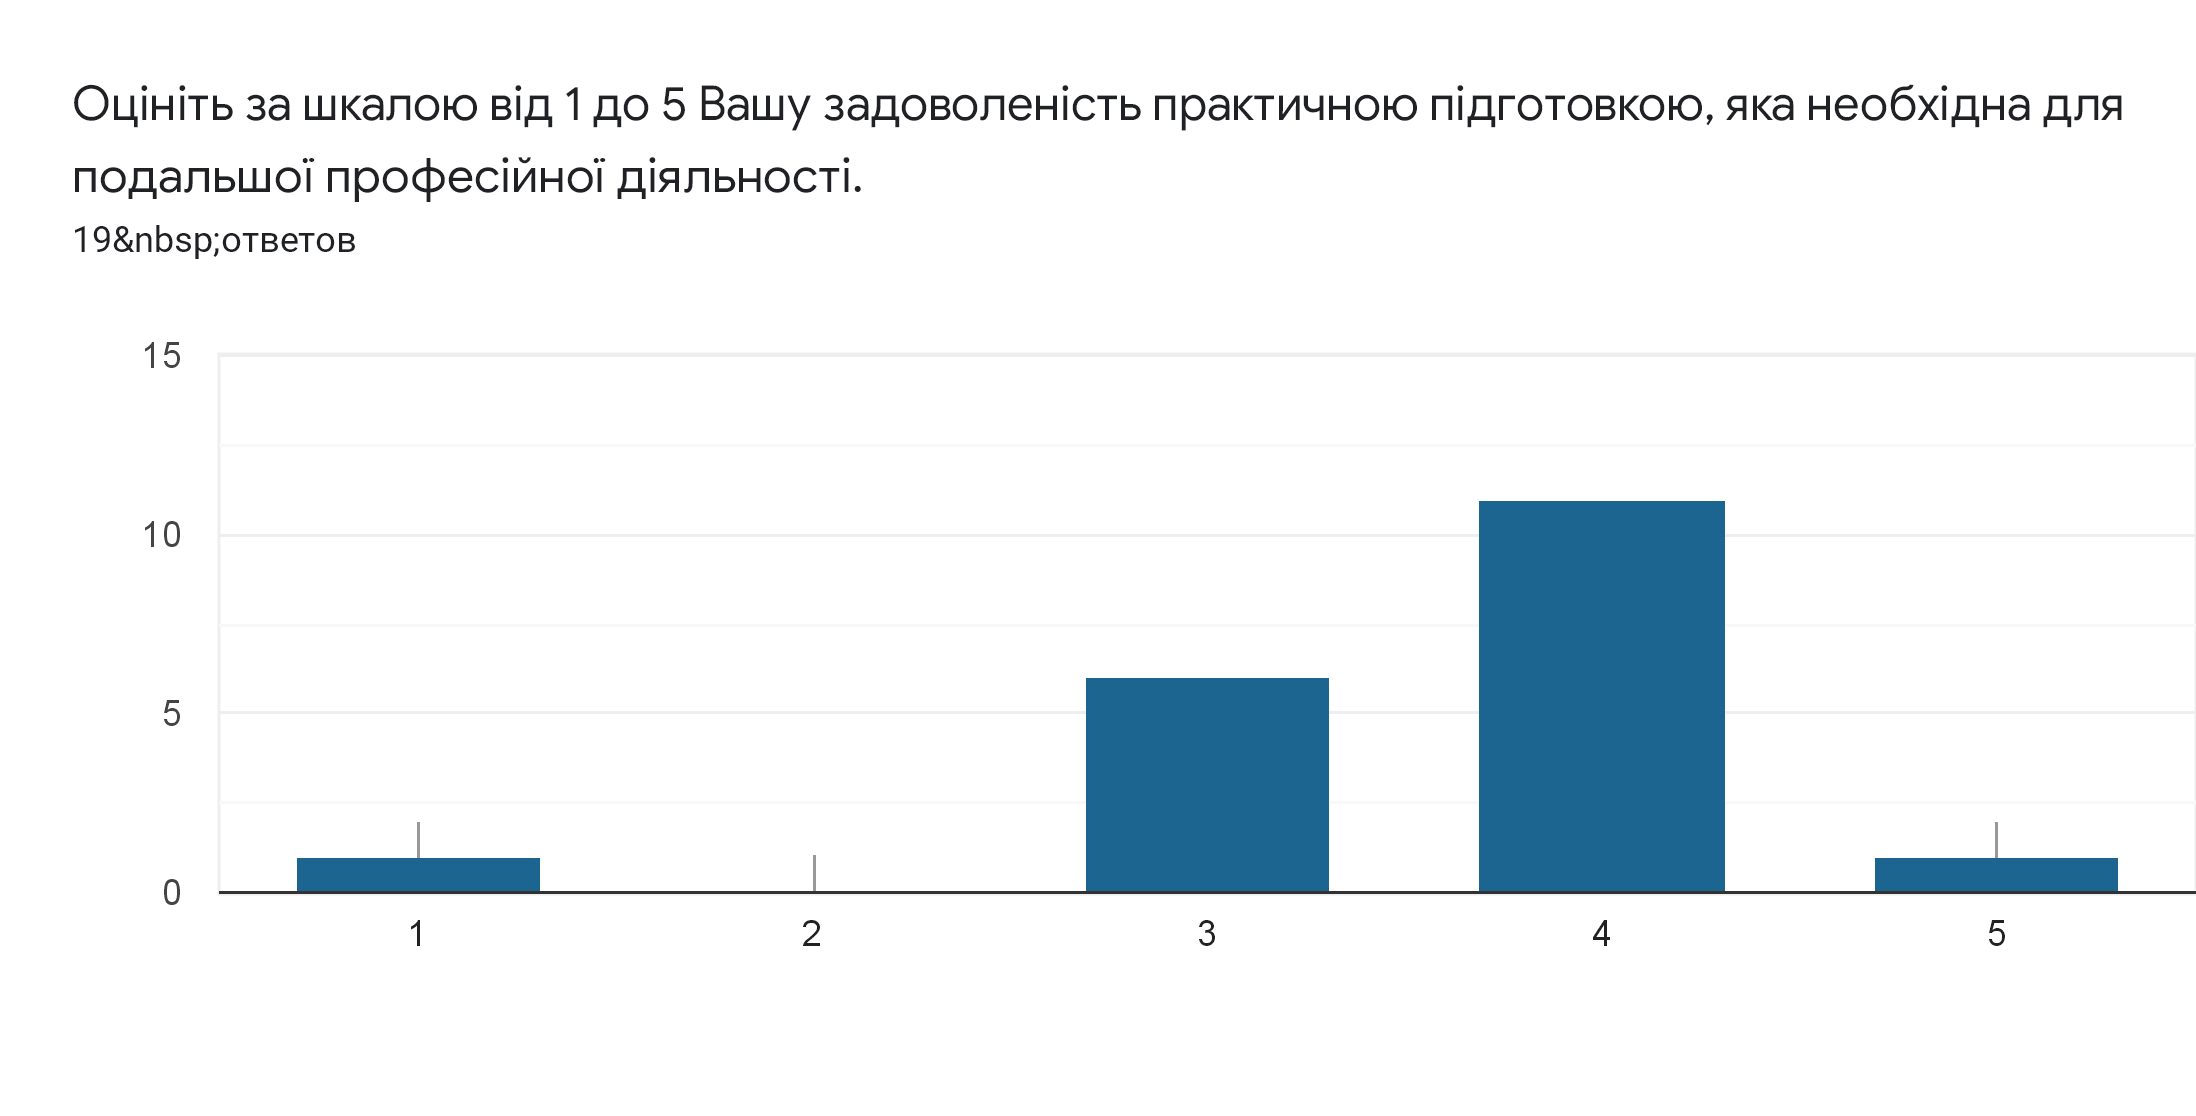 Оцініть за шкалою від 1 до 5 Вашу задоволеність практичною підготовкою, яка необхідна для
подальшої професійної діяльності.
19&nbsp;ответов
15
10
5
0
1 2 3 4 5